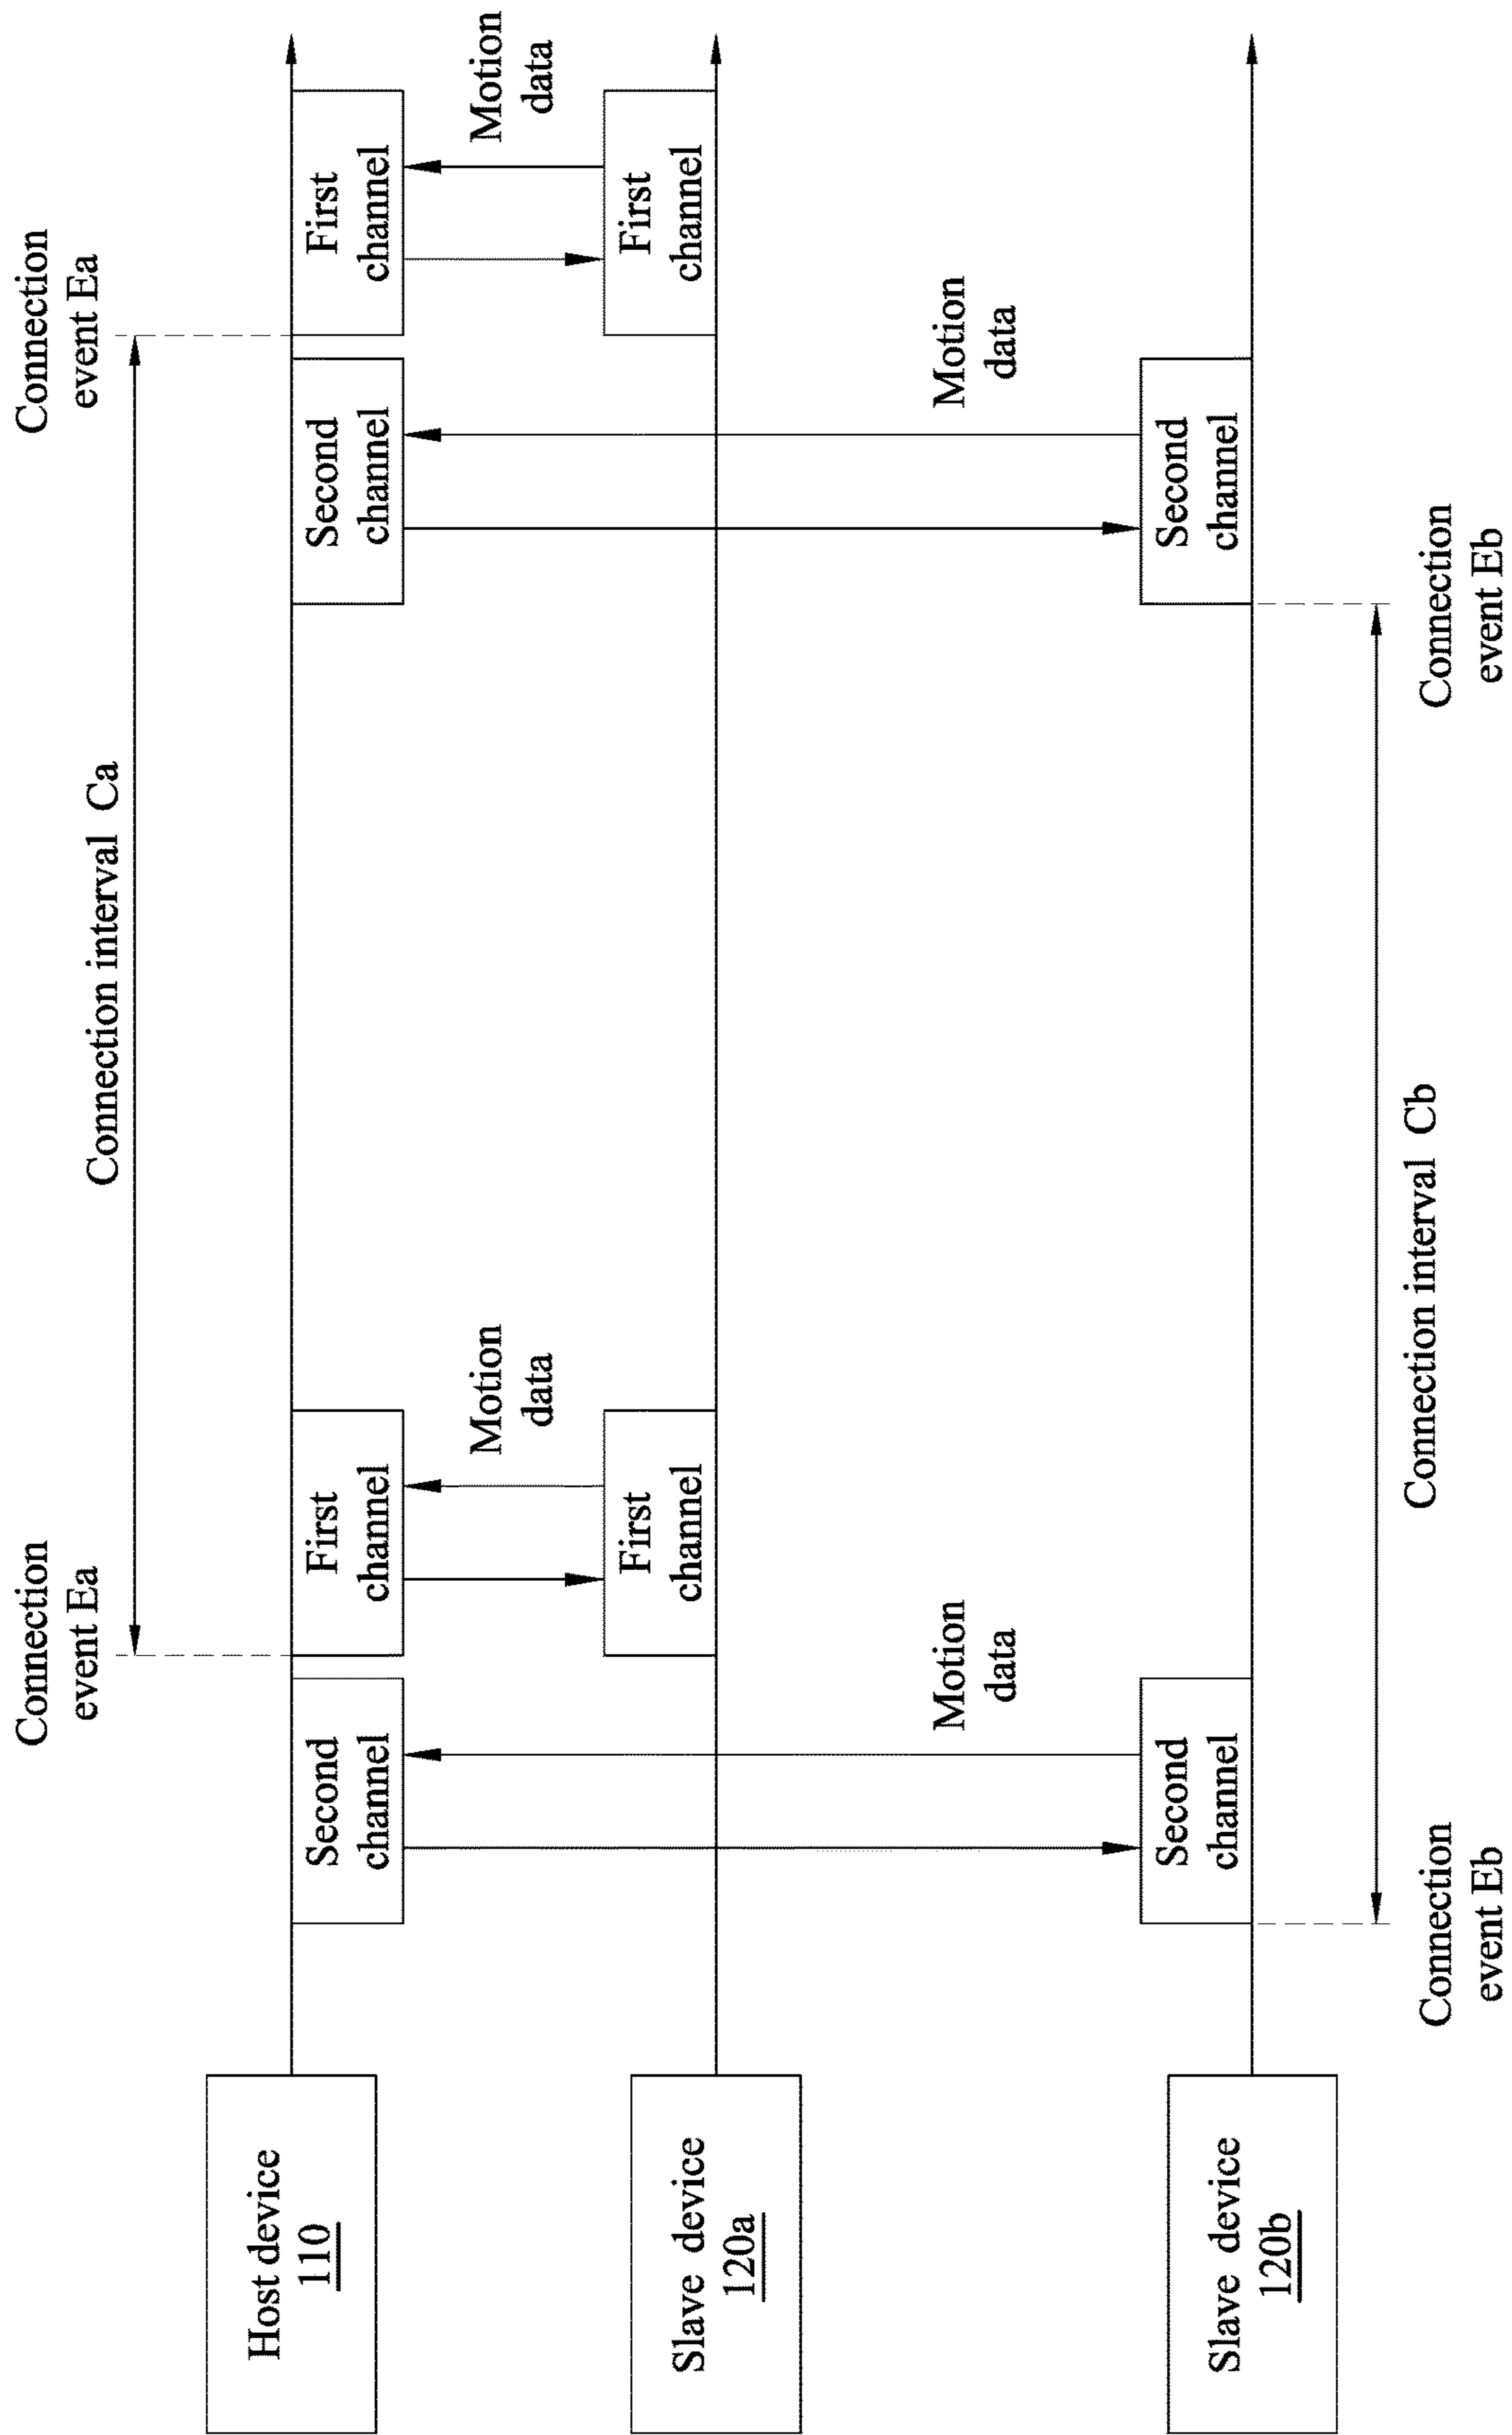 Connection
event Ea
Connection
event Ea
Connection interval Ca
Host device
110
Second
channel
First
channel
Second
channel
First
channel
Motion
data
Motion
data
Slave device
120a
First
channel
First
channel
Motion
data
Motion
data
Slave device
120b
Second
channel
Second
channel
Connection interval Cb
Connection
event Eb
Connection
event Eb